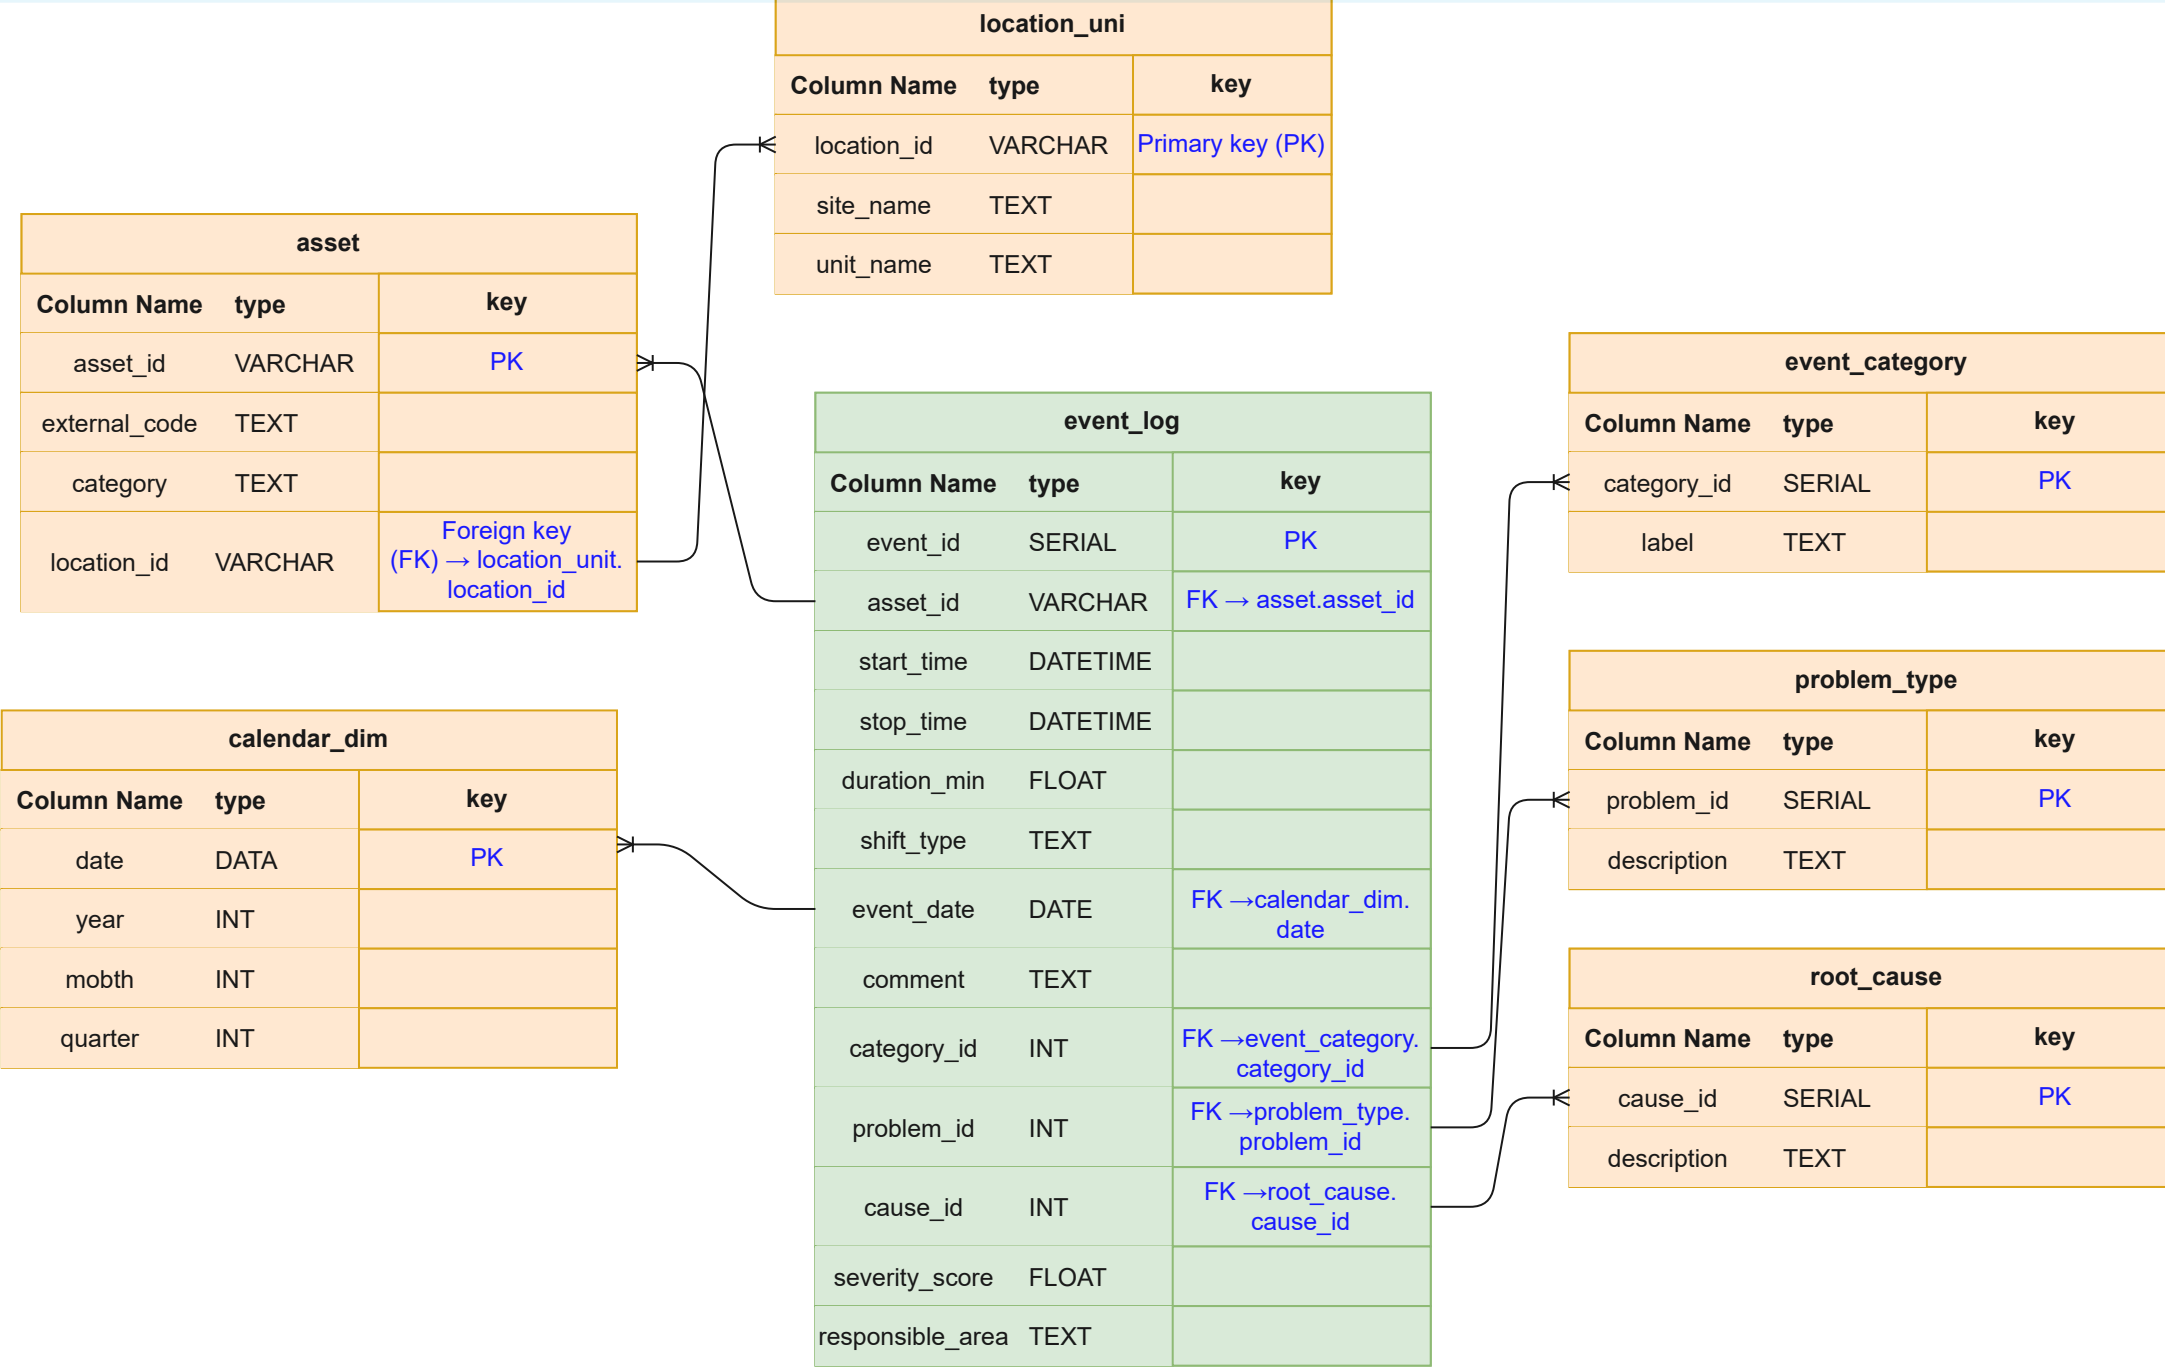 location_uni
Column Name type key
location_id VARCHAR Primary key (PK)
site_name TEXT
unit_name TEXT
asset
Column Name type key
asset_id VARCHAR PK
external_code TEXT
category TEXT
location_id VARCHAR Foreign key
(FK) → location_unit.
location_id
calendar_dim
Column Name type key
date DATA PK
year INT
mobth INT
quarter INT
event_log
Column Name type key
event_id SERIAL PK
asset_id VARCHAR FK → asset.asset_id
start_time DATETIME
stop_time DATETIME
duration_min FLOAT
shift_type TEXT
event_date DATE FK →calendar_dim.
date
comment TEXT
category_id INT FK →event_category.
category_id
problem_id INT FK →problem_type.
problem_id
cause_id INT FK →root_cause.
cause_id
severity_score FLOAT
responsible_area TEXT
event_category
Column Name type key
category_id SERIAL PK
label TEXT
problem_type
Column Name type key
problem_id SERIAL PK
description TEXT
root_cause
Column Name type key
cause_id SERIAL PK
description TEXT